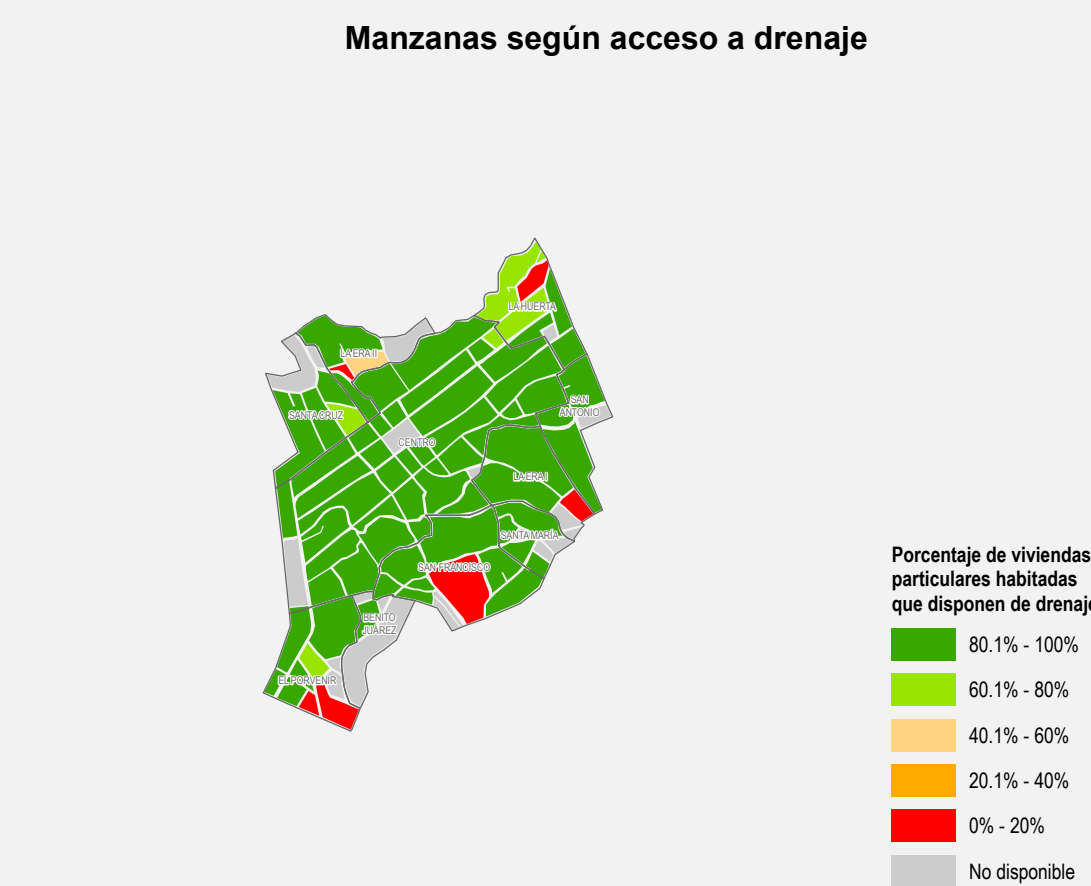 Manzanas según acceso a drenaje
LA HUERTA
LA ERA II
SAN
ANTONIO
SANTA CRUZ
CENTRO
LA ERA I
SANTA MARÍA
SAN FRANCISCO
BENITO
JUÁREZ
EL PORVENIR
Porcentaje de viviendas
particulares habitadas
que disponen de drenaje
80.1% - 100%
60.1% - 80%
40.1% - 60%
20.1% - 40%
0% - 20%
No disponible